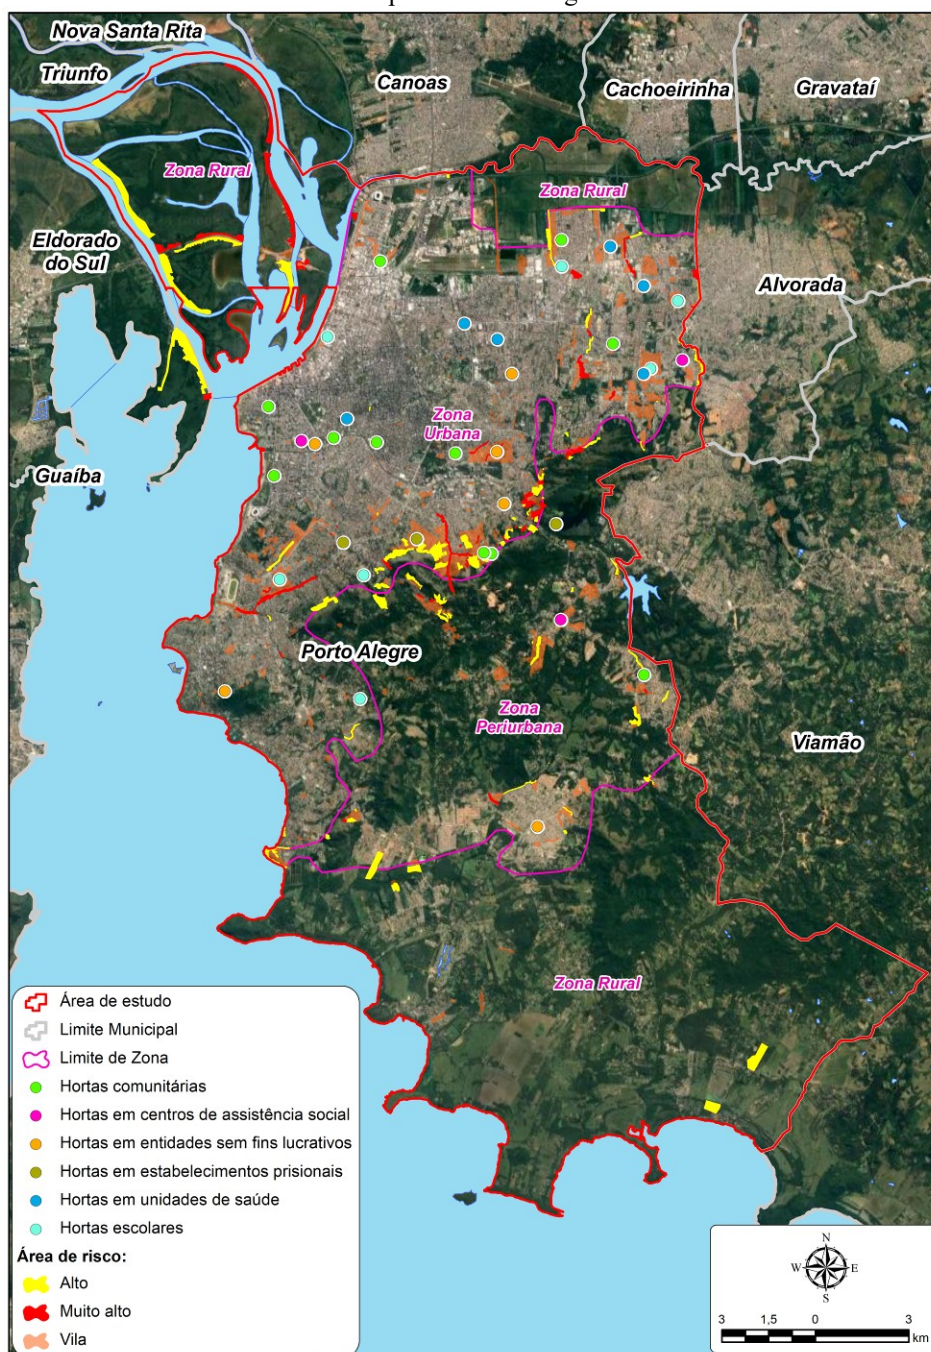 Nova Santa Rita
Triunfo
Canoas
Cachoeirinha
Gravataí
Zona Rural
Zona Rural
Eldorado
do Sul
Alvorada
Zona
Urbana
Guaíba
Porto Alegre
Zona
Periurbana
Viamão
Zona Rural
Área de estudo
Limite Municipal
Limite de Zona
Hortas comunitárias
Hortas em centros de assistência social
Hortas em entidades sem fins lucrativos
Hortas em estabelecimentos prisionais
Hortas em unidades de saúde
Hortas escolares
Área de risco:
Alto
Muito alto
Vila
N
W E
S
3 1,5 0 3
km